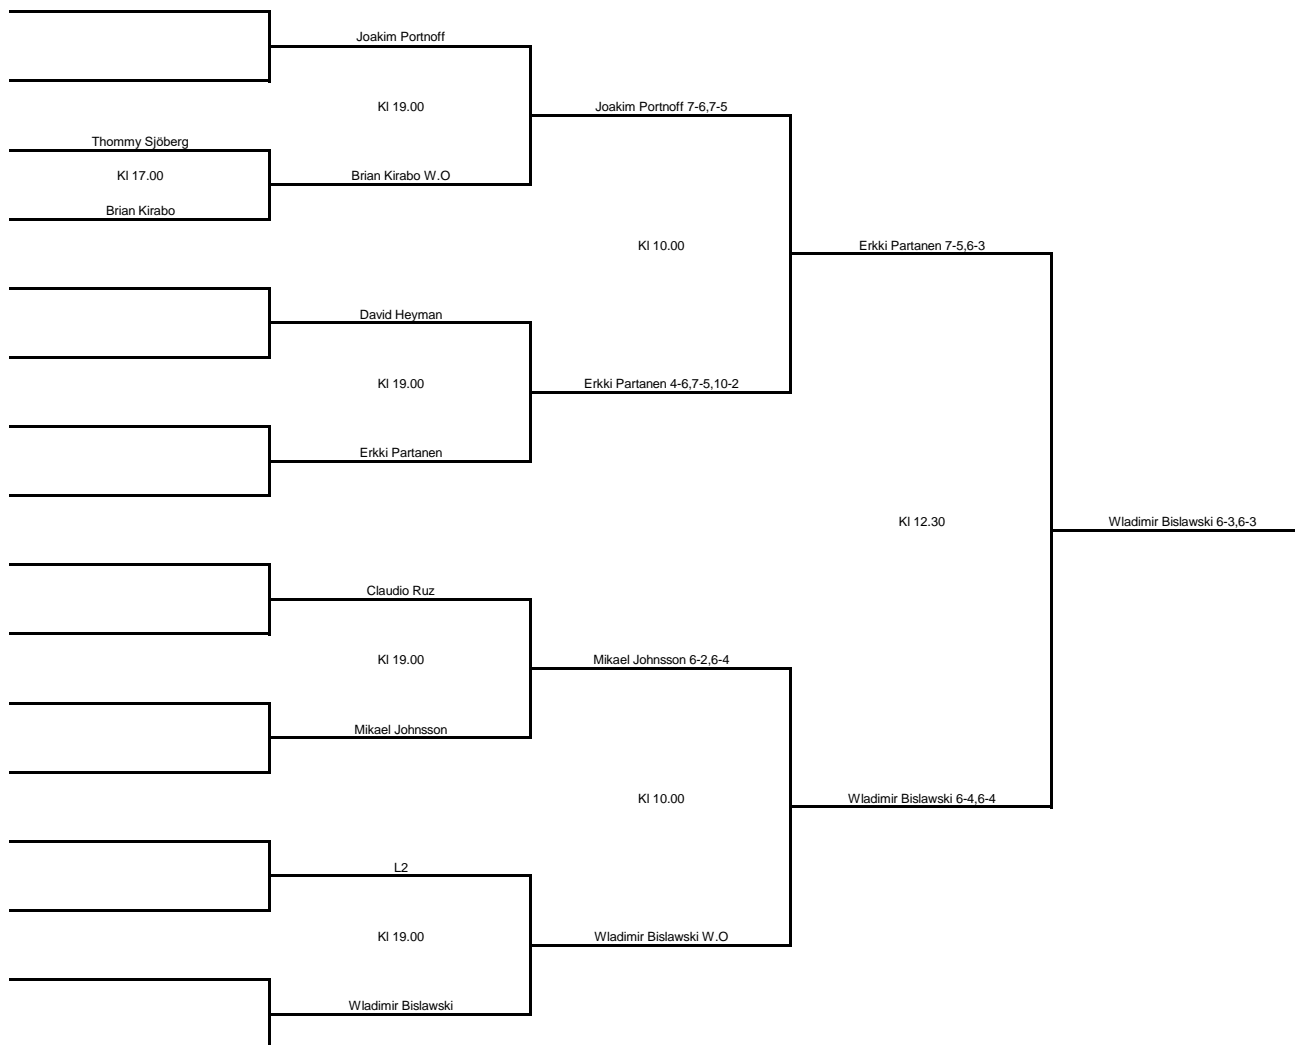 Joakim Portnoff
Kl 19.00
Joakim Portnoff 7-6,7-5
Thommy Sjöberg
Kl 17.00
Brian Kirabo W.O
Brian Kirabo
Kl 10.00
Erkki Partanen 7-5,6-3
David Heyman
Kl 19.00
Erkki Partanen 4-6,7-5,10-2
Erkki Partanen
Kl 12.30
Wladimir Bislawski 6-3,6-3
Claudio Ruz
Kl 19.00
Mikael Johnsson 6-2,6-4
Mikael Johnsson
Kl 10.00
Wladimir Bislawski 6-4,6-4
L2
Kl 19.00
Wladimir Bislawski W.O
Wladimir Bislawski